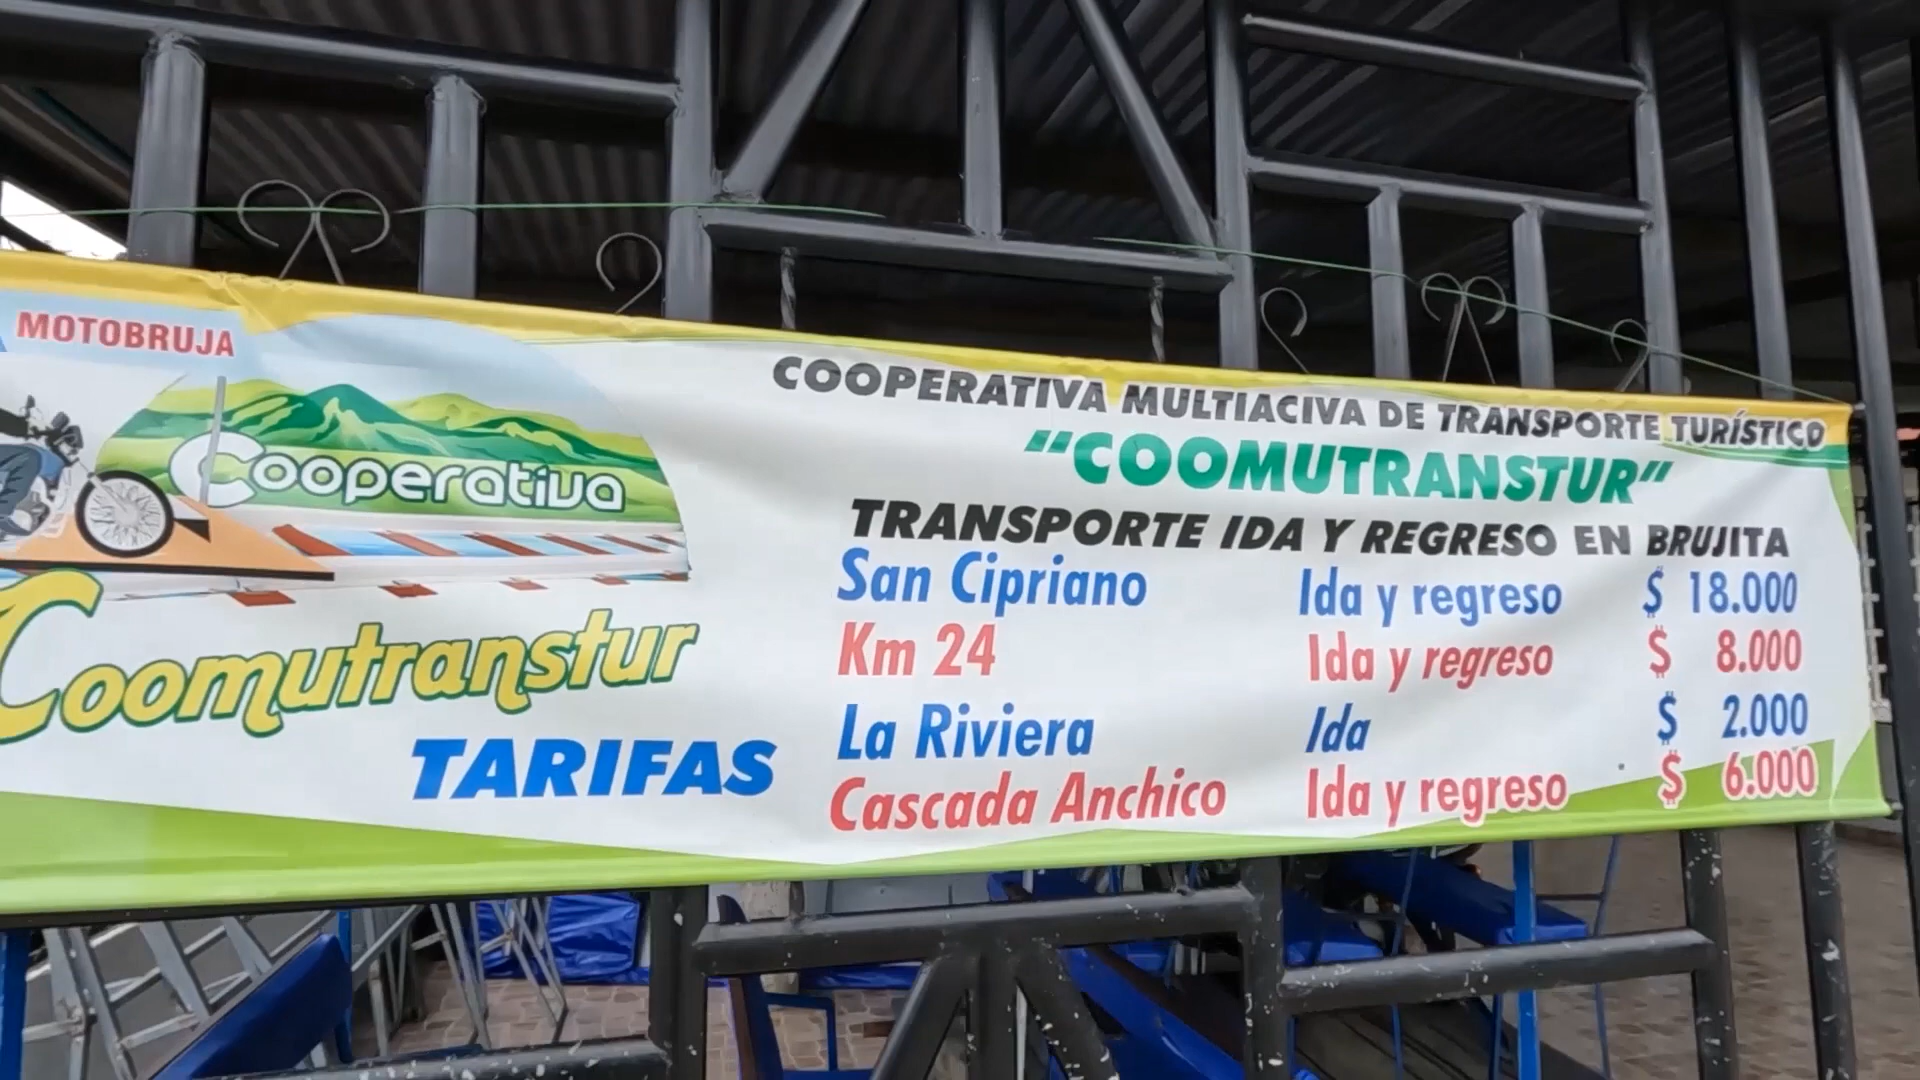 MOTOBRUJA
Cooperativa
Coomutranstur
TARIFAS
COOPERATIVA MULTIACIVA DE TRANSPORTE TURÍSTICO
"COOMUTRANSTUR"
TRANSPORTE IDA Y REGRESO EN BRUJITA
San Cipriano Ida y regreso $ 18.000
Km 24 Ida y regreso $ 8.000
La Riviera Ida $ 2.000
Cascada Anchico Ida y regreso $ 6.000